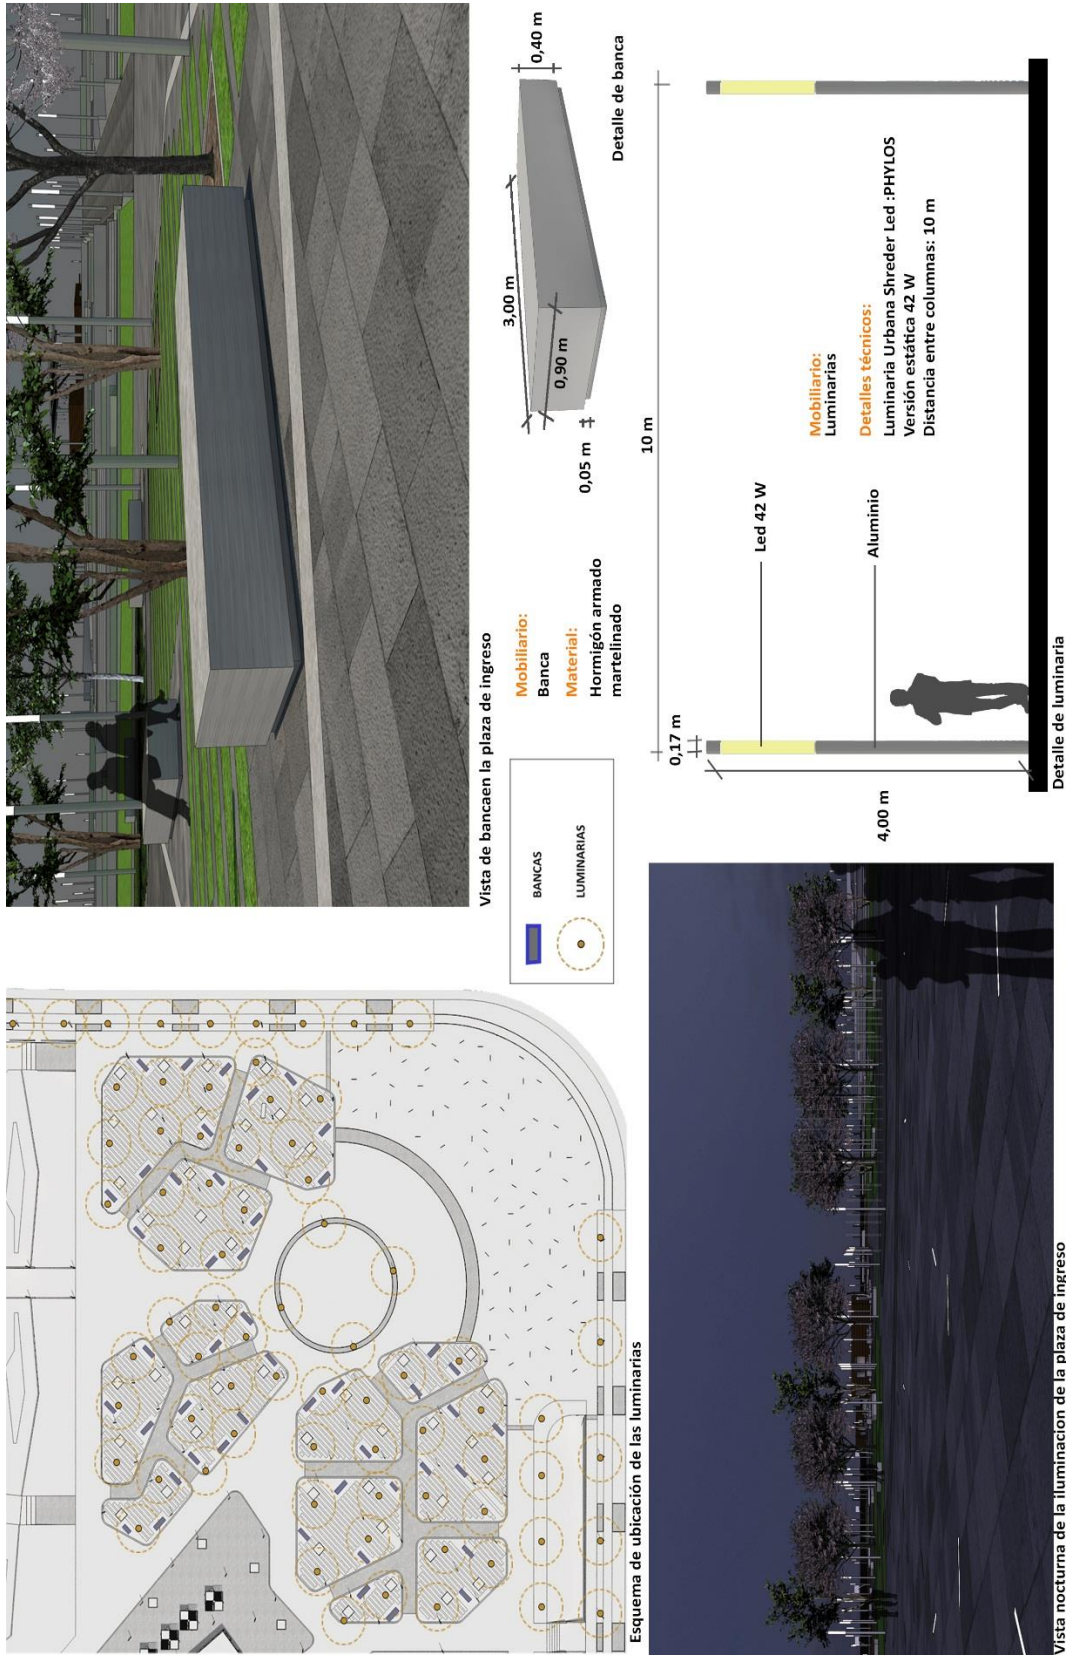 Esquema de ubicación de las luminarias
BANCAS
LUMINARIAS
Vista de bancaen la plaza de ingreso
Mobiliario:
Banca
Material:
Hormigón armado
martelinado
3,00 m
0,90 m
0,40 m
0,05 m
Detalle de banca
Vista nocturna de la iluminacion de la plaza de ingreso
10 m
0,17 m
4,00 m
Led 42 W
Aluminio
Mobiliario:
Luminarias
Detalles técnicos:
Luminaria Urbana Shreder Led :PHYLOS
Versión estática 42 W
Distancia entre columnas: 10 m
Detalle de luminaria